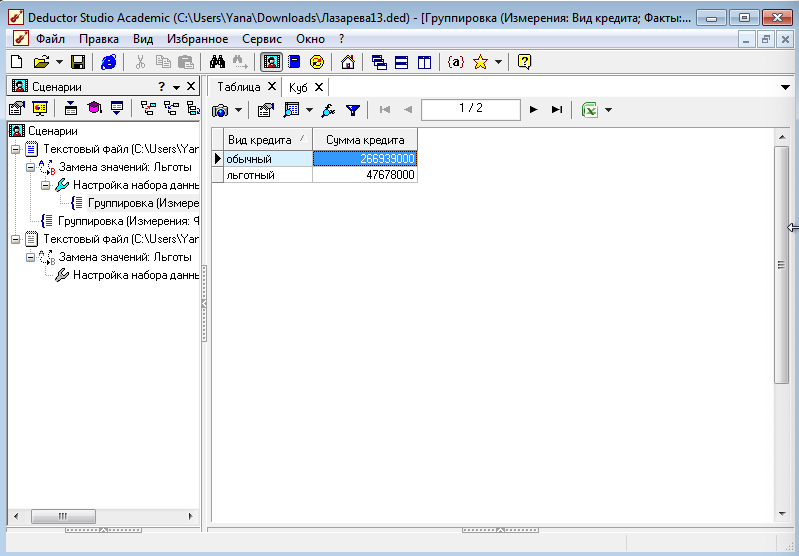 Deductor Studio Academic (C:\Users\Yana\Downloads\Лазарева13.ded) - [Группировка (Измерения: Вид кредита; Факты:...
Файл Правка Вид Избранное Сервис Окно ?
Сценарии ?
Таблица X Куб X
1 / 2
Сценарии
Текстовый файл (C:\Users\Yan
Замена значений: Льготы
Настройка набора данны
Группировка (Измере
Группировка (Измерения: Я
Текстовый файл (C:\Users\Yan
Замена значений: Льготы
Настройка набора данны
Вид кредита Сумма кредита
обычный 266939000
льготный 47678000